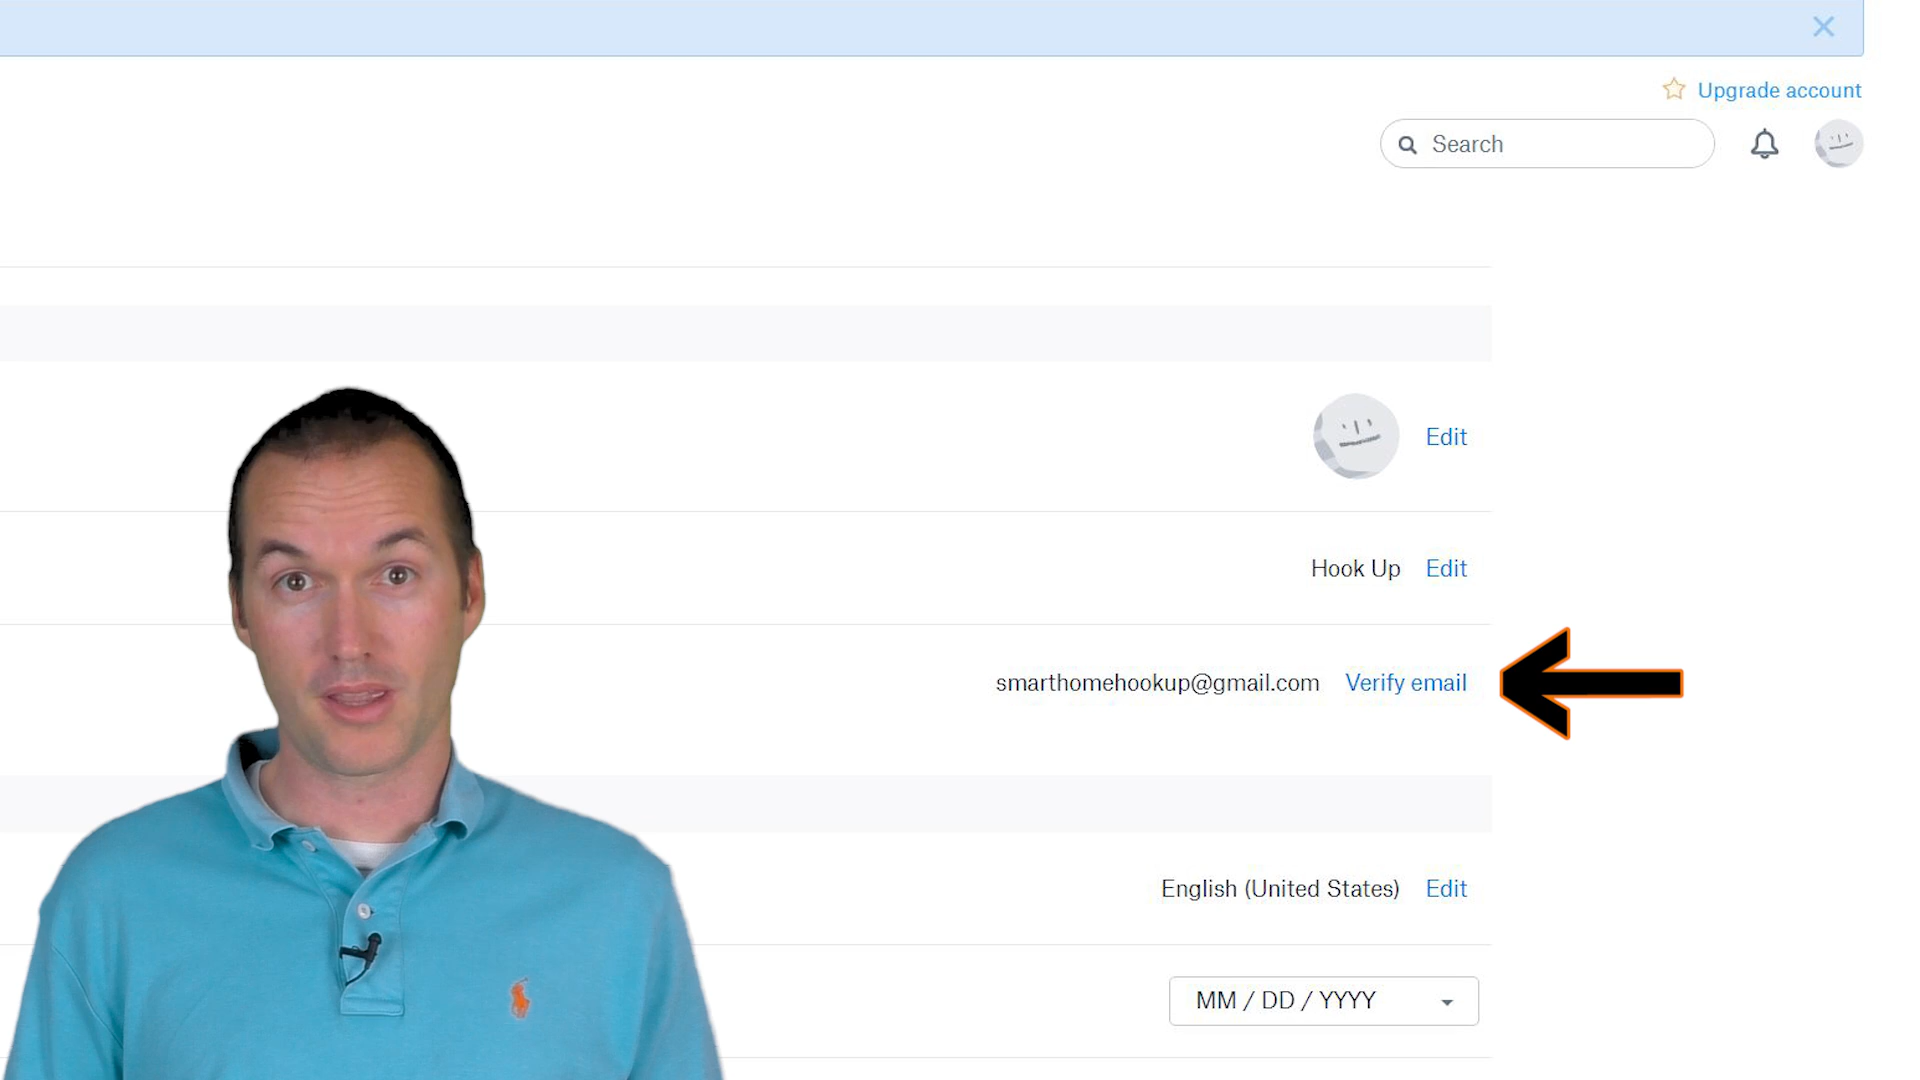 Upgrade account
Search
Edit
Hook Up Edit
smarthomehookup@gmail.com Verify email
English (United States) Edit
MM / DD / YYYY